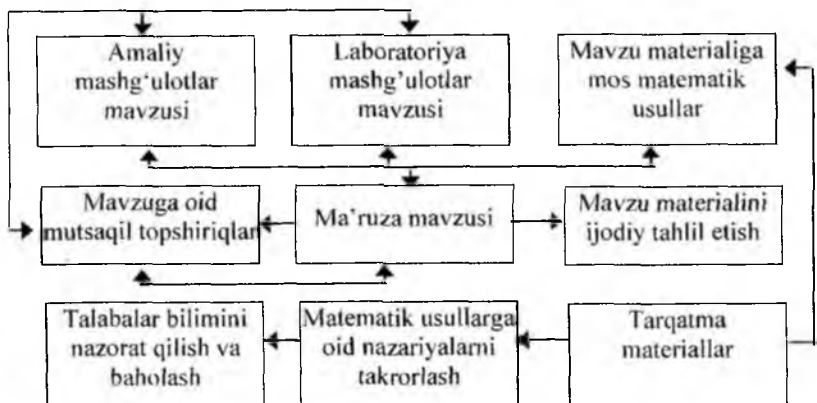 Amaliy
mashg‘ulotlar
mavzusi
Laboratoriya
mashg’ulotlar
mavzusi
Mavzu materialiga
mos matematik
usullar
Mavzuga oid
mutsaqil topshiriqlar
Ma’ruza mavzusi
Mavzu materialini
ijodiy tahlil etish
Talabalar bilimini
nazorat qilish va
baholash
Matematik usullarga
oid nazariyalarni
takrorlash
Tarqatma
materiallar